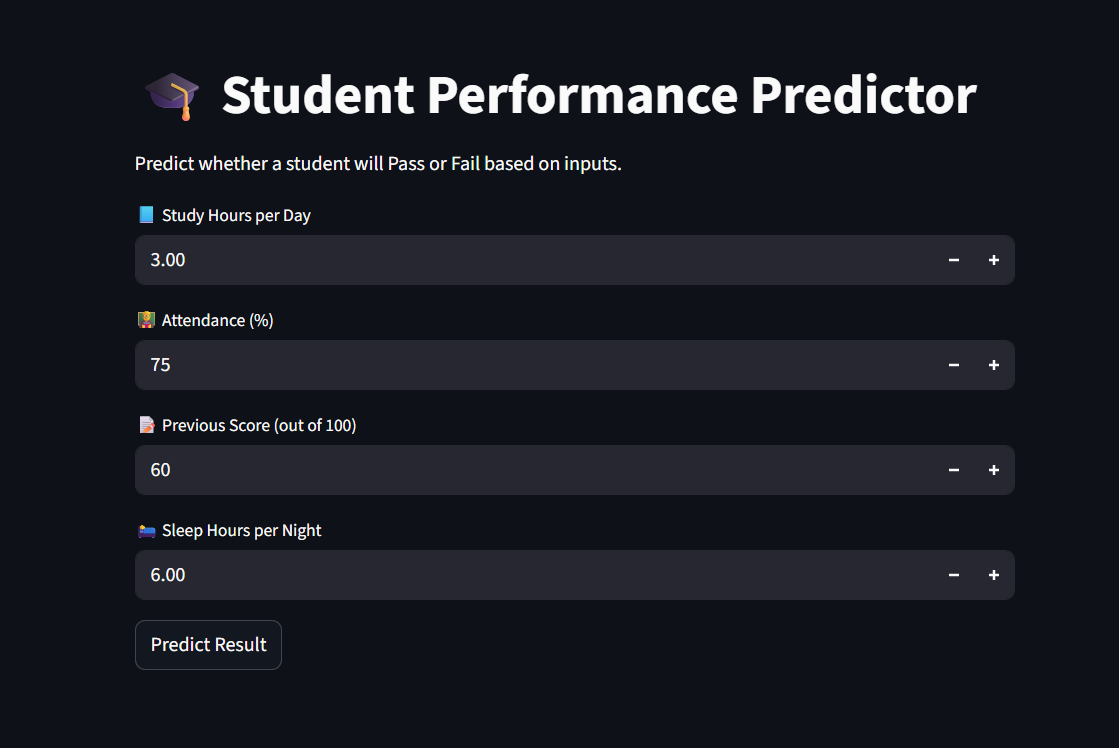 Student Performance Predictor
Predict whether a student will Pass or Fail based on inputs.
Study Hours per Day
3.00
Attendance (%)
75
Previous Score (out of 100)
60
Sleep Hours per Night
6.00
Predict Result